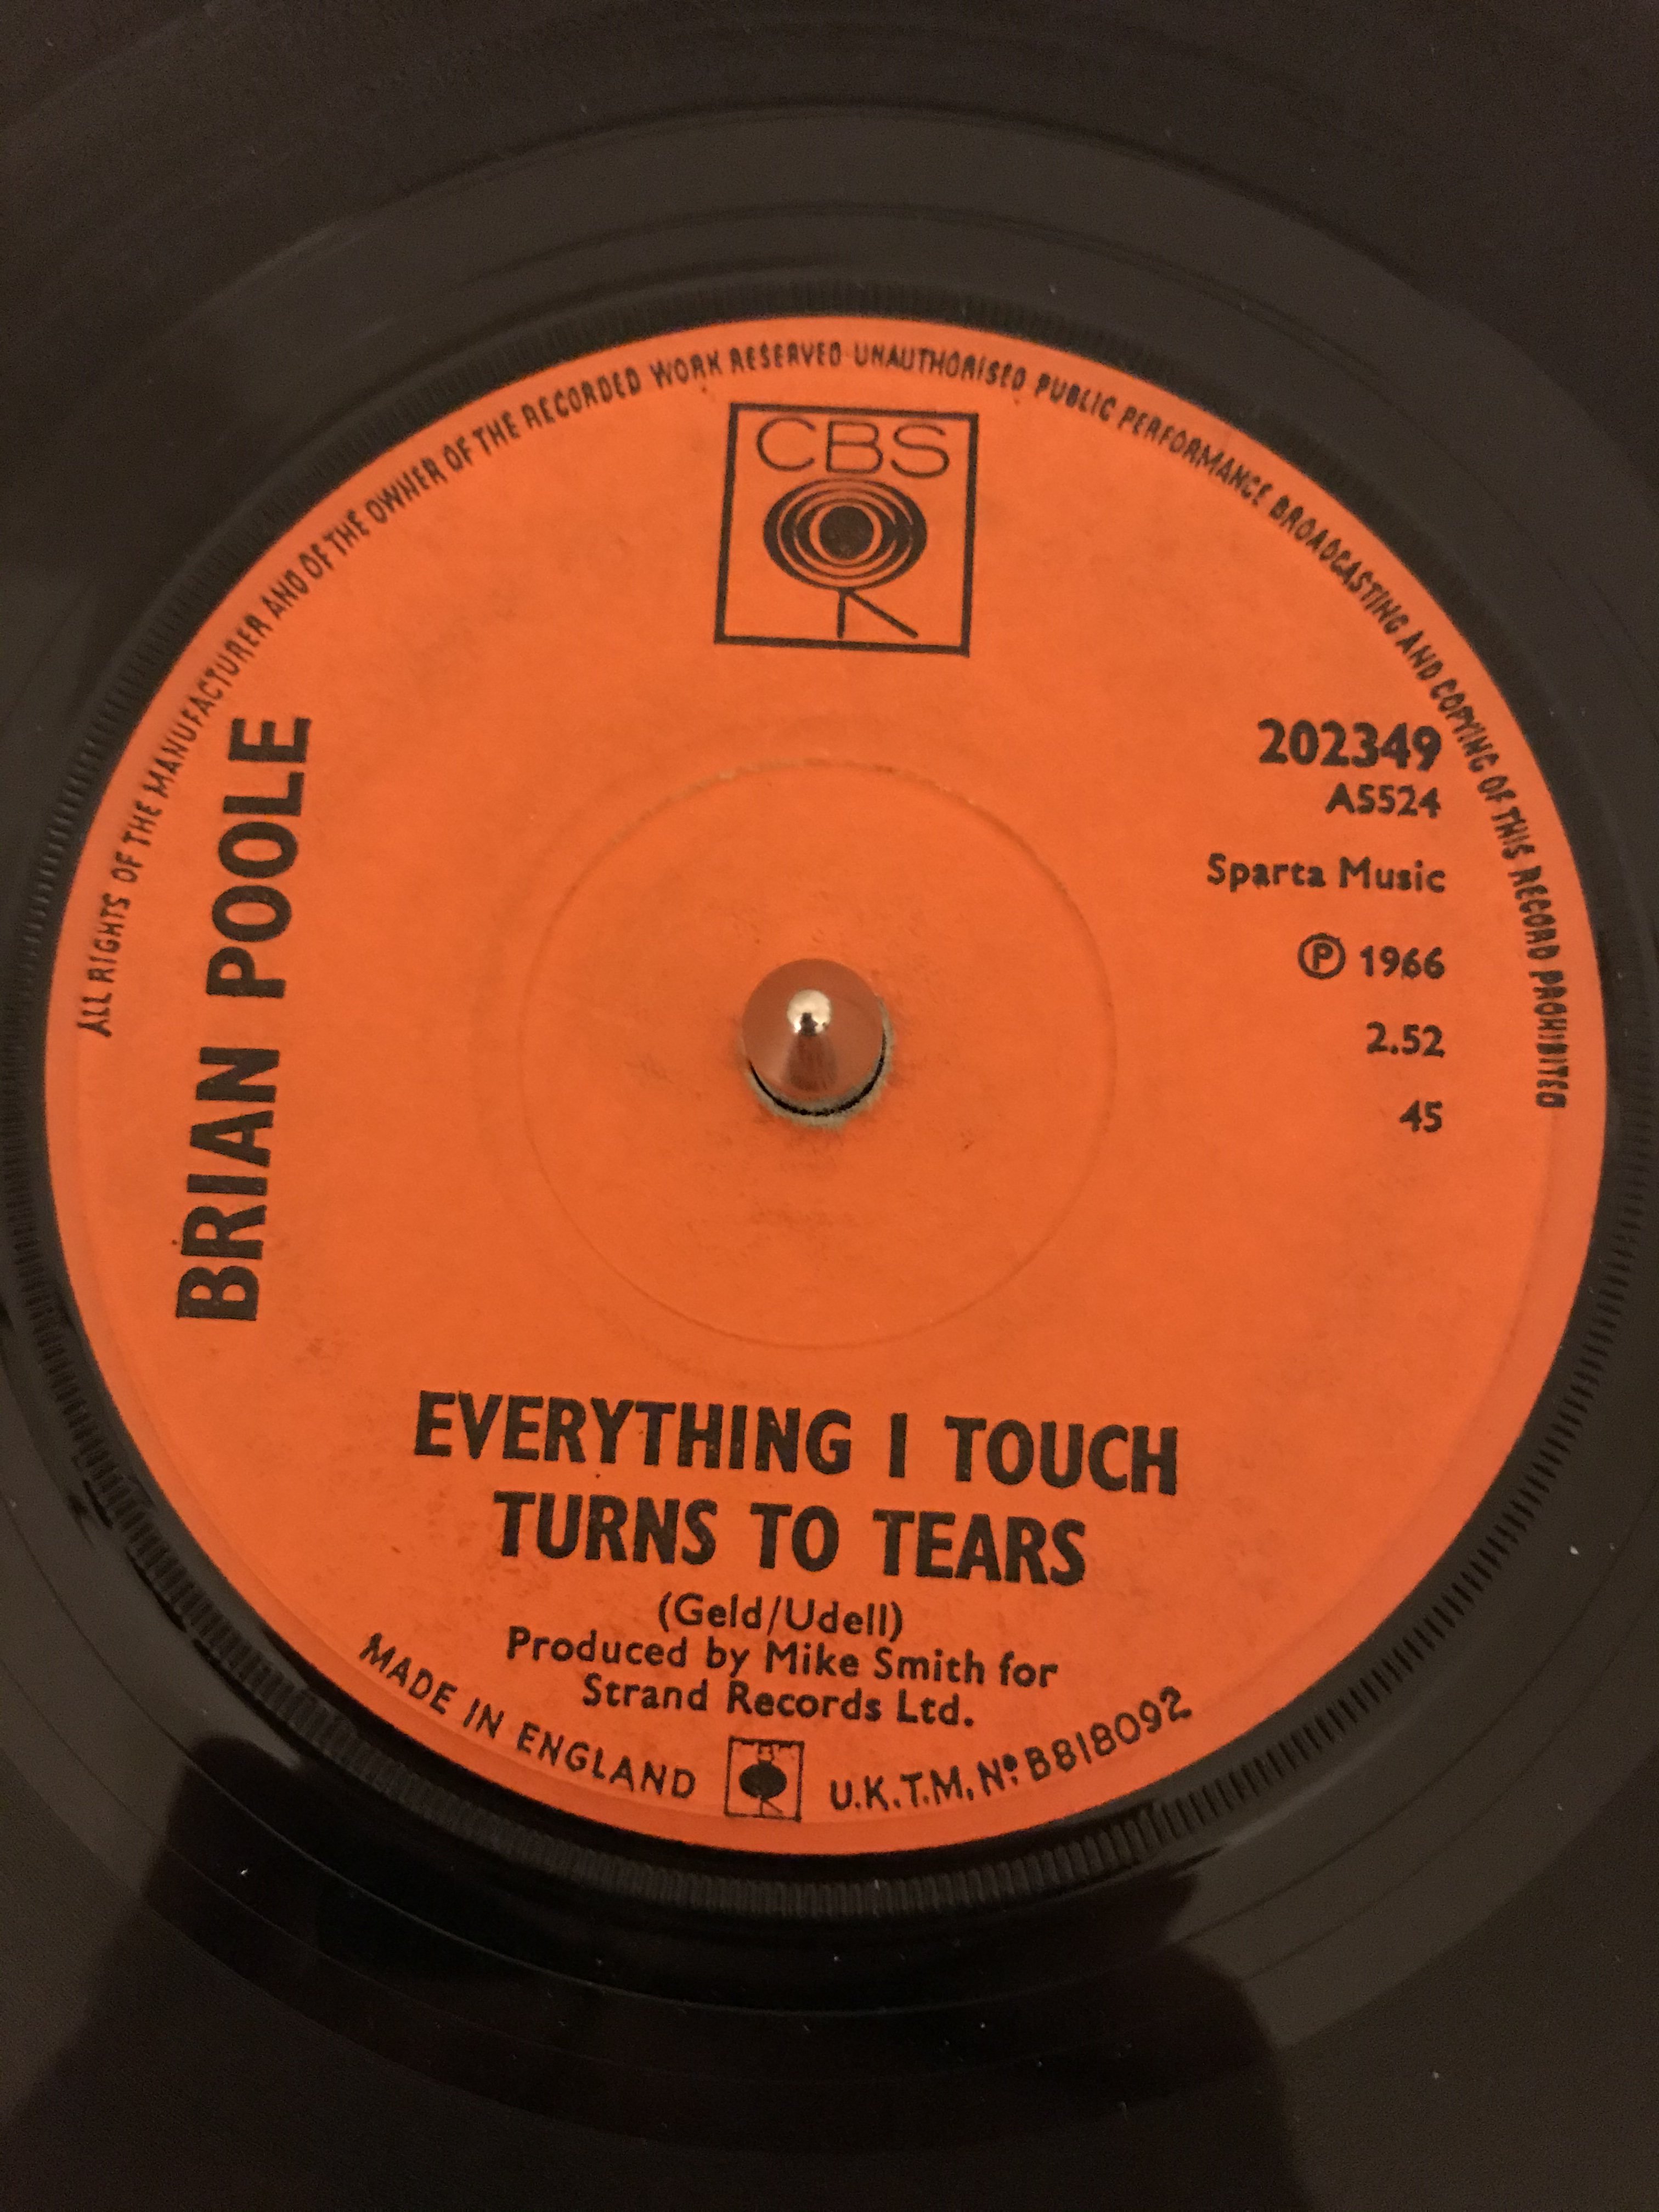 ALL RIGHTS OF THE MANUFACTURER AND OF THE OWNER OF THE RECORDED WORK RESERVED UNAUTHORISED PUBLIC PERFORMANCE BROADCASTING AND COPYING OF THIS RECORD PROHIBITED
CBS
BRIAN POOLE
202349
A5524
Sparta Music
Ⓟ 1966
2.52
45
EVERYTHING I TOUCH
TURNS TO TEARS
(Geld/Udell)
Produced by Mike Smith for
Strand Records Ltd.
MADE IN ENGLAND
U.K.T.M. Nº B818092